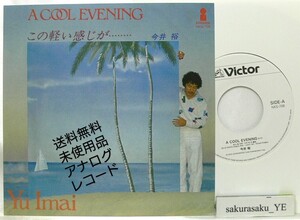 A COOL EVENING
この軽い感じが‥‥‥‥
今井 裕
送料無料
未使用品
アナログ
レコード
Yu Imai
Victor
SIDE-A
A COOL EVENING
今井 裕
sakurasaku_YE